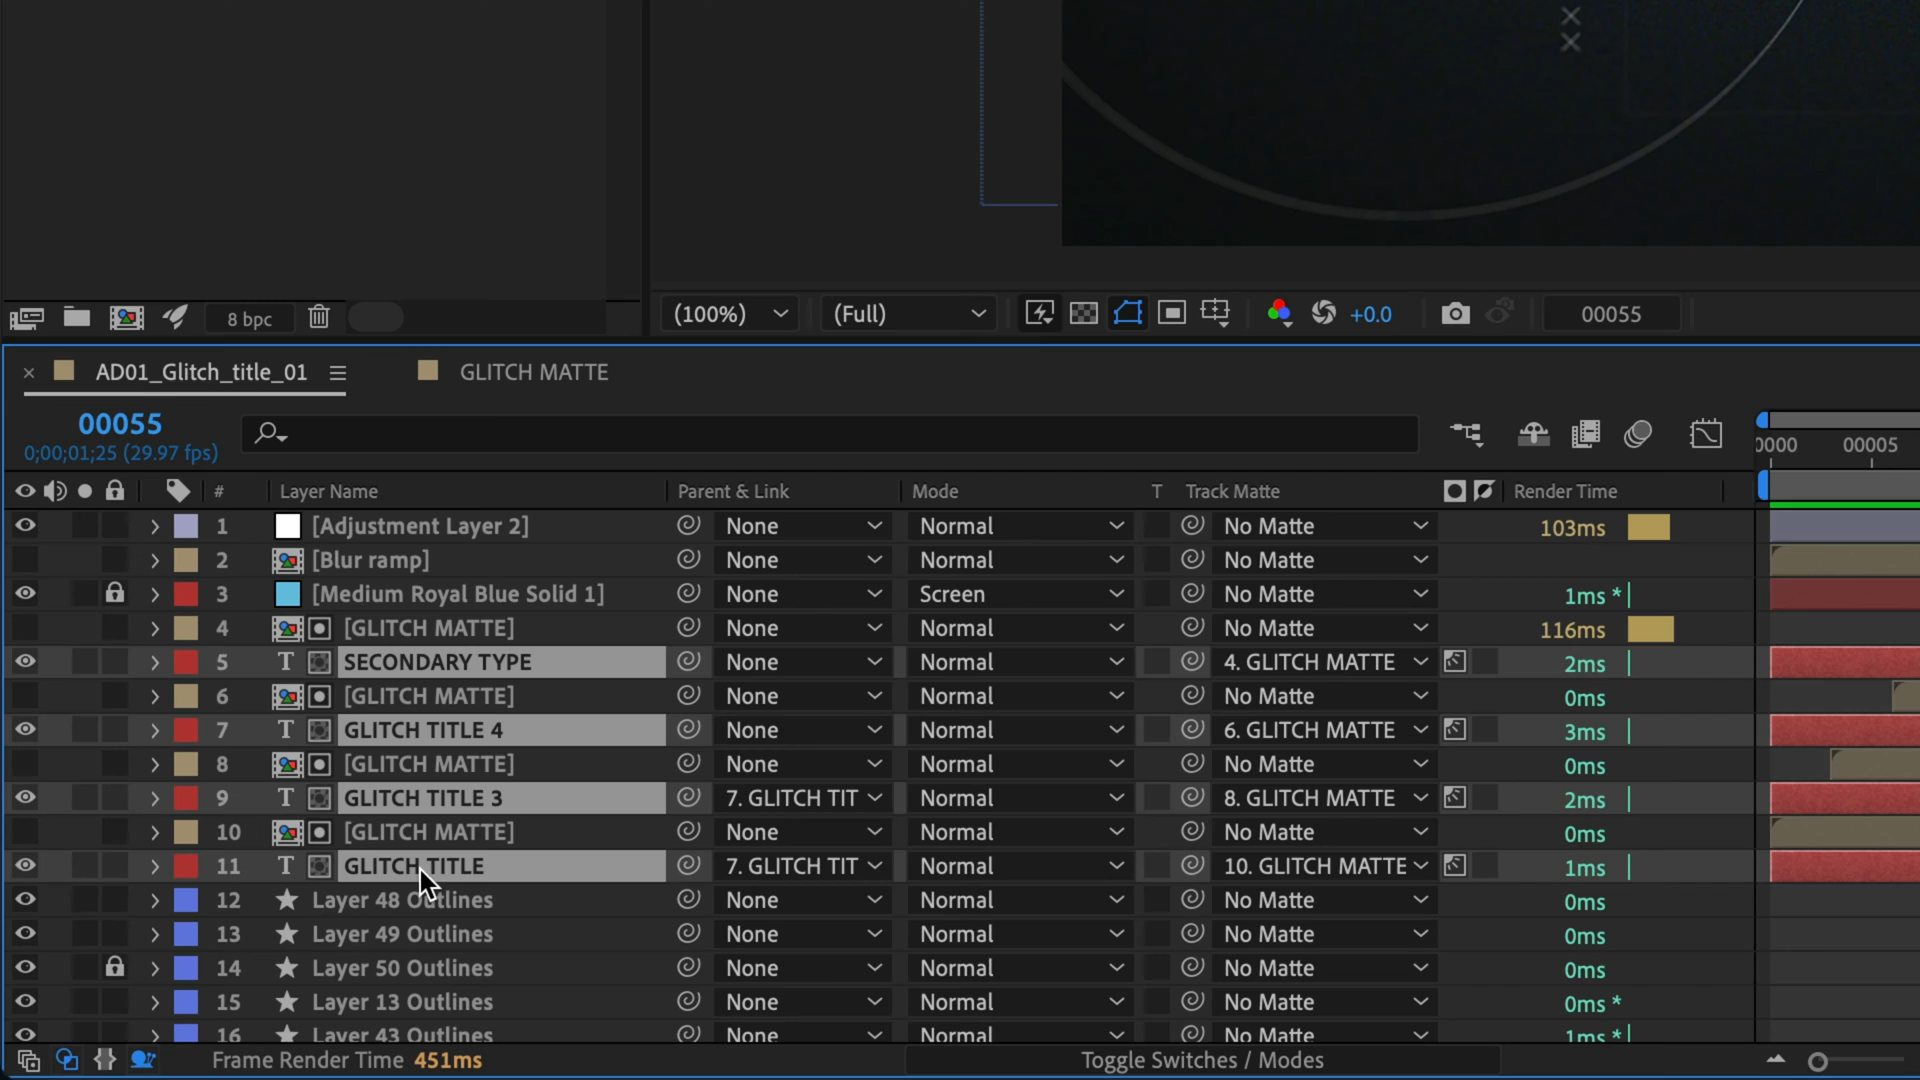 8 bpc
(100%) (Full) +0.0 00055
× AD01_Glitch_title_01 GLITCH MATTE
00055
0;00;01;25 (29.97 fps)
0000 00005
# Layer Name Parent & Link Mode T Track Matte Render Time
1 [Adjustment Layer 2] None Normal No Matte 103ms
2 [Blur ramp] None Normal No Matte
3 [Medium Royal Blue Solid 1] None Screen No Matte 1ms *
4 [GLITCH MATTE] None Normal No Matte 116ms
5 T SECONDARY TYPE None Normal 4. GLITCH MATTE 2ms
6 [GLITCH MATTE] None Normal No Matte 0ms
7 T GLITCH TITLE 4 None Normal 6. GLITCH MATTE 3ms
8 [GLITCH MATTE] None Normal No Matte 0ms
9 T GLITCH TITLE 3 7. GLITCH TIT Normal 8. GLITCH MATTE 2ms
10 [GLITCH MATTE] None Normal No Matte 0ms
11 T GLITCH TITLE 7. GLITCH TIT Normal 10. GLITCH MATTE 1ms
12 Layer 48 Outlines None Normal No Matte 0ms
13 Layer 49 Outlines None Normal No Matte 0ms
14 Layer 50 Outlines None Normal No Matte 0ms
15 Layer 13 Outlines None Normal No Matte 0ms *
16 Layer 43 Outlines None Normal No Matte 1ms *
Frame Render Time 451ms Toggle Switches / Modes